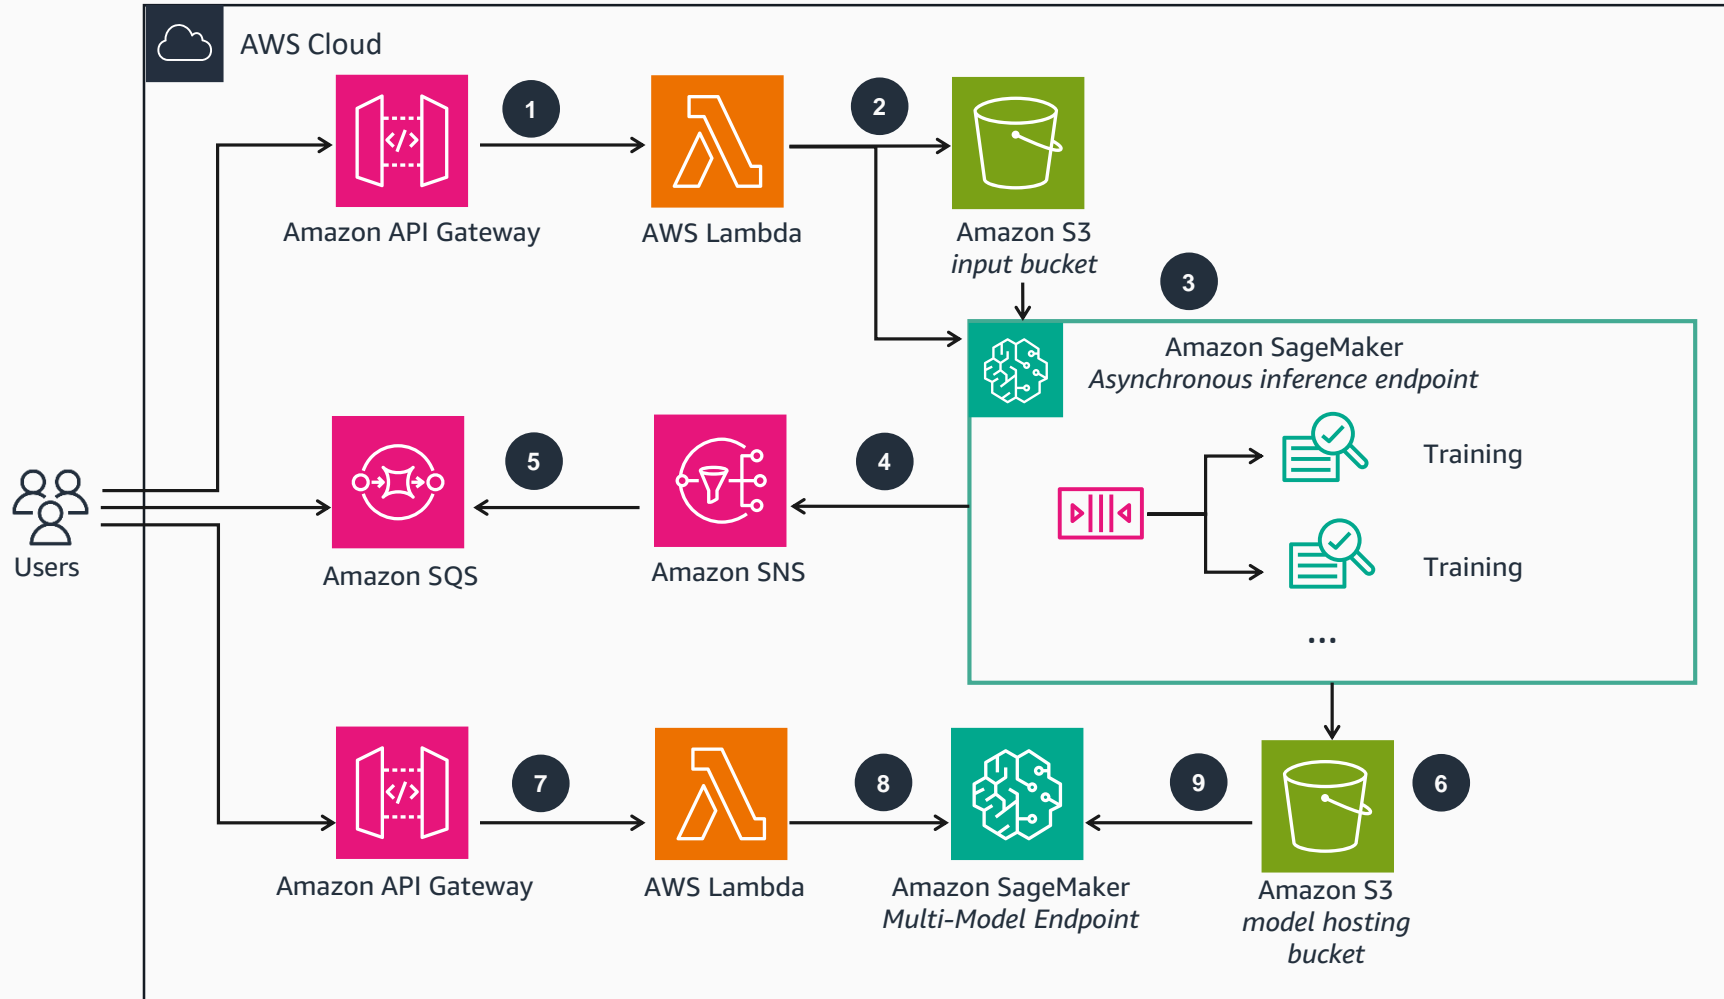 AWS Cloud
1
2
Amazon API Gateway
AWS Lambda
Amazon S3
input bucket
3
Amazon SageMaker
Asynchronous inference endpoint
Training
Training
...
4
5
Users
Amazon SQS
Amazon SNS
7
8
9
6
Amazon API Gateway
AWS Lambda
Amazon SageMaker
Multi-Model Endpoint
Amazon S3
model hosting
bucket